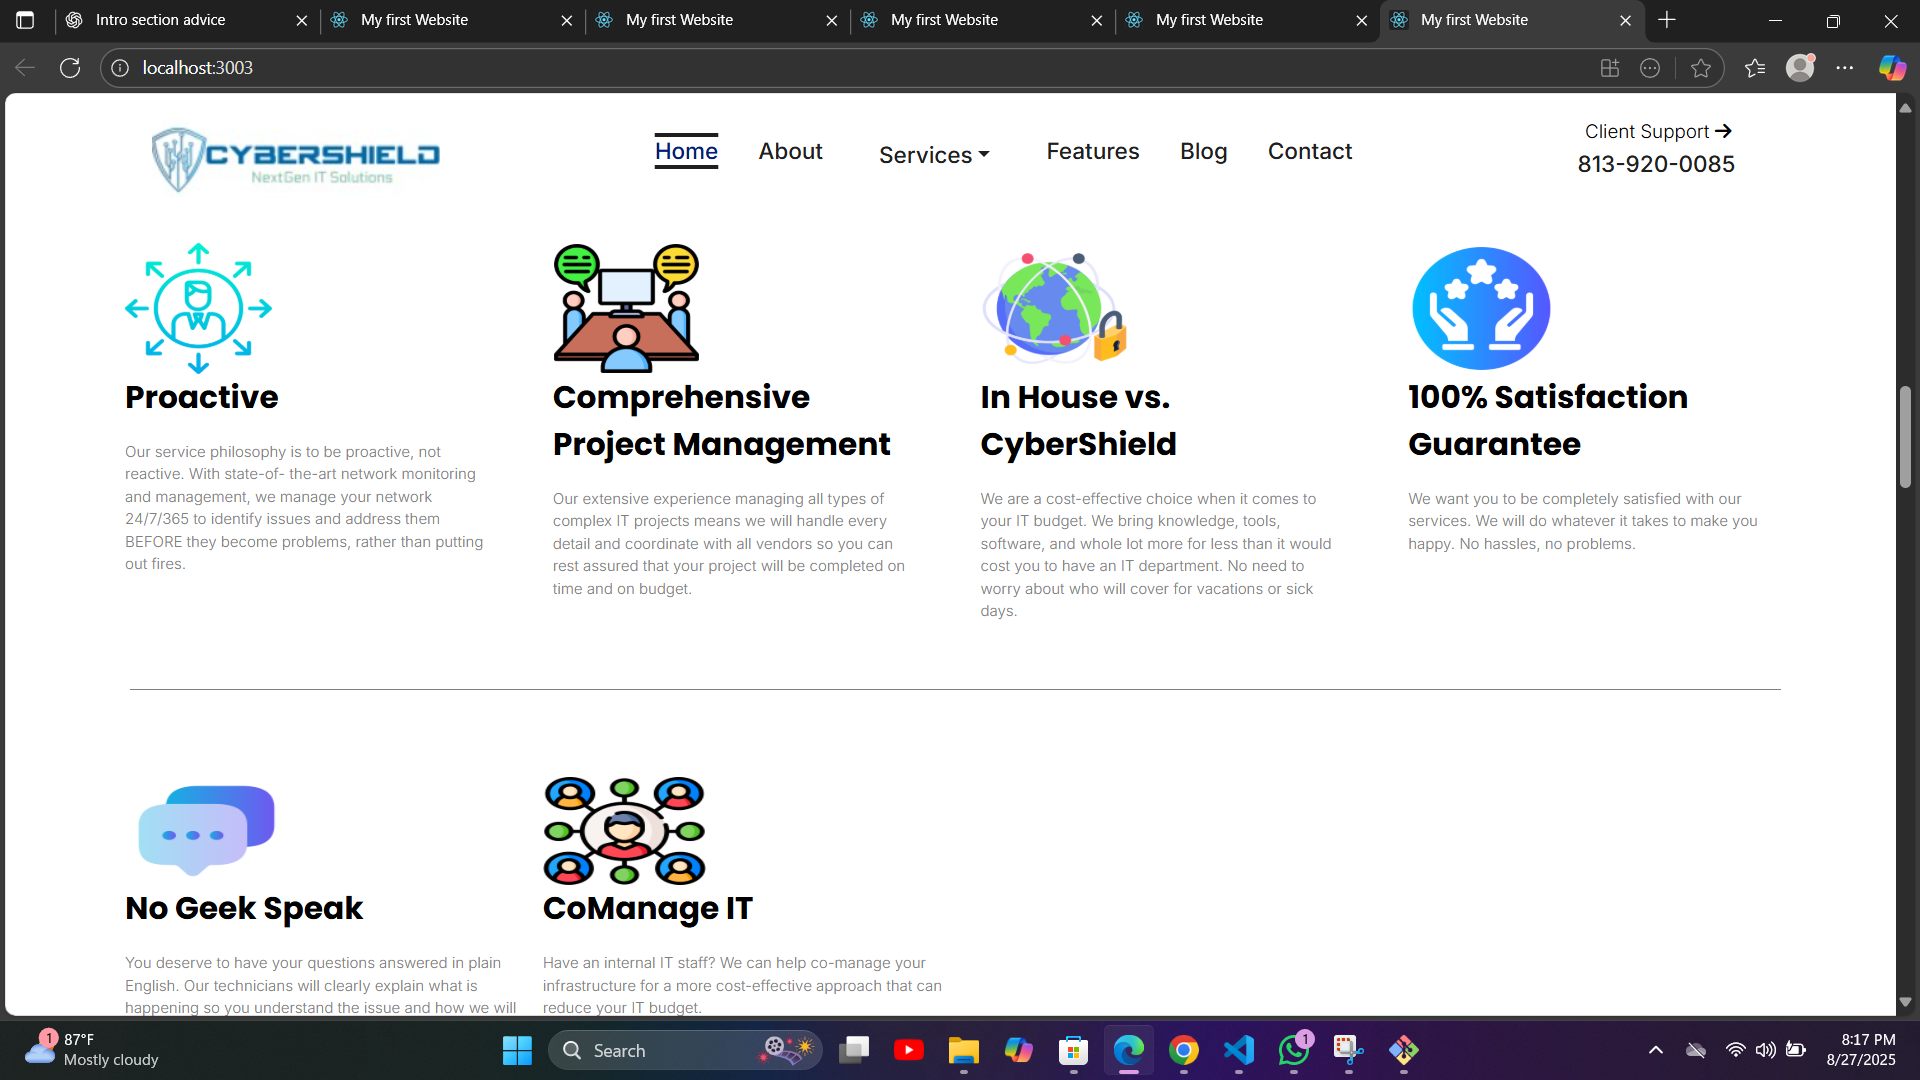 Intro section advice
My first Website
My first Website
My first Website
My first Website
My first Website
localhost:3003
CYBERSHIELD
NextGen IT Solutions
Home
About
Services
Features
Blog
Contact
Client Support
813-920-0085
Proactive
Our service philosophy is to be proactive, not
reactive. With state-of- the-art network monitoring
and management, we manage your network
24/7/365 to identify issues and address them
BEFORE they become problems, rather than putting
out fires.
Comprehensive
Project Management
Our extensive experience managing all types of
complex IT projects means we will handle every
detail and coordinate with all vendors so you can
rest assured that your project will be completed on
time and on budget.
In House vs.
CyberShield
We are a cost-effective choice when it comes to
your IT budget. We bring knowledge, tools,
software, and whole lot more for less than it would
cost you to have an IT department. No need to
worry about who will cover for vacations or sick
days.
100% Satisfaction
Guarantee
We want you to be completely satisfied with our
services. We will do whatever it takes to make you
happy. No hassles, no problems.
No Geek Speak
You deserve to have your questions answered in plain
English. Our technicians will clearly explain what is
happening so you understand the issue and how we will
CoManage IT
Have an internal IT staff? We can help co-manage your
infrastructure for a more cost-effective approach that can
reduce your IT budget.
1
87°F
Mostly cloudy
Search
1
8:17 PM
8/27/2025